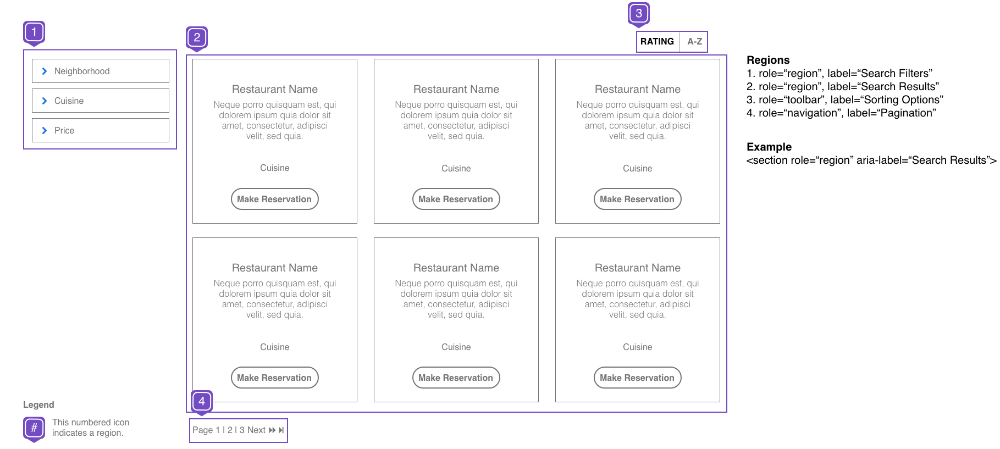 1
Neighborhood
Cuisine
Price
2
3
RATING
A-Z
Restaurant Name
Neque porro quisquam est, qui
dolorem ipsum quia dolor sit
amet, consectetur, adipisci
velit, sed quia.
Cuisine
Make Reservation
Restaurant Name
Neque porro quisquam est, qui
dolorem ipsum quia dolor sit
amet, consectetur, adipisci
velit, sed quia.
Cuisine
Make Reservation
Restaurant Name
Neque porro quisquam est, qui
dolorem ipsum quia dolor sit
amet, consectetur, adipisci
velit, sed quia.
Cuisine
Make Reservation
Restaurant Name
Neque porro quisquam est, qui
dolorem ipsum quia dolor sit
amet, consectetur, adipisci
velit, sed quia.
Cuisine
Make Reservation
Restaurant Name
Neque porro quisquam est, qui
dolorem ipsum quia dolor sit
amet, consectetur, adipisci
velit, sed quia.
Cuisine
Make Reservation
Restaurant Name
Neque porro quisquam est, qui
dolorem ipsum quia dolor sit
amet, consectetur, adipisci
velit, sed quia.
Cuisine
Make Reservation
4
Page 1 | 2 | 3 Next
Regions
1. role=“region”, label=“Search Filters”
2. role=“region”, label=“Search Results”
3. role=“toolbar”, label=“Sorting Options”
4. role=“navigation”, label=“Pagination”
Example
<section role=“region” aria-label=“Search Results”>
Legend
#
This numbered icon
indicates a region.